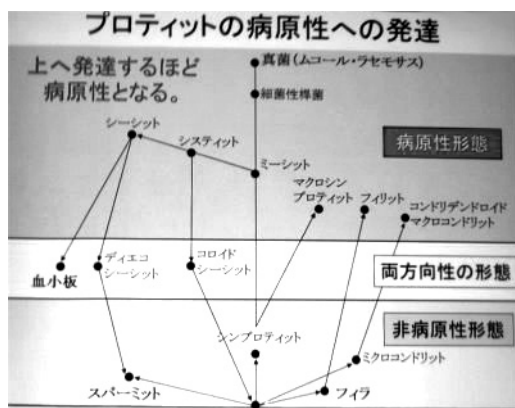 プロティットの病原性への発達
上へ発達するほど
病原性となる。
真菌(ムコール・ラセモサス)
細菌性桿菌
シーシット
システィット
ミーシット
病原性形態
マクロシン
プロティット
フィリット
コンドリデンドロイド
マクロコンドリット
血小板
ディエコ
シーシット
コロイド
シーシット
両方向性の形態
シンプロティット
非病原性形態
ミクロコンドリット
スパーミット
フィラ